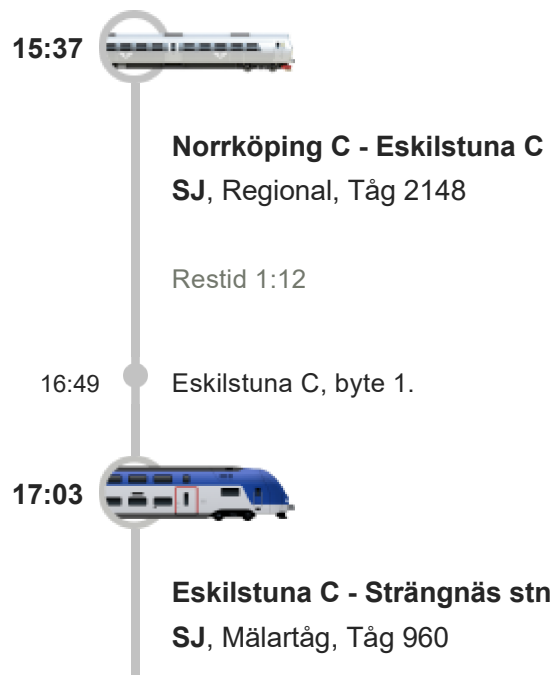 15:37
Norrköping C - Eskilstuna C
SJ, Regional, Tåg 2148
Restid 1:12
16:49 Eskilstuna C, byte 1.
17:03
Eskilstuna C - Strängnäs stn
SJ, Mälartåg, Tåg 960